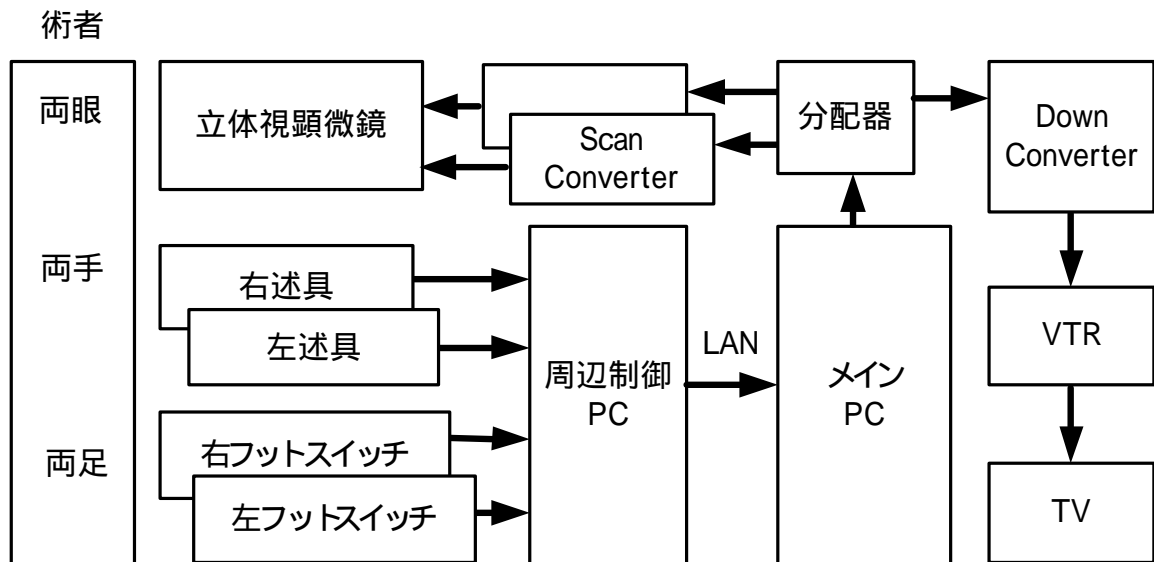 術者
両眼
立体視顕微鏡
Scan
Converter
分配器
Down
Converter
両手
右述具
左述具
周辺制御
PC
LAN
メイン
PC
VTR
両足
右フットスイッチ
左フットスイッチ
TV